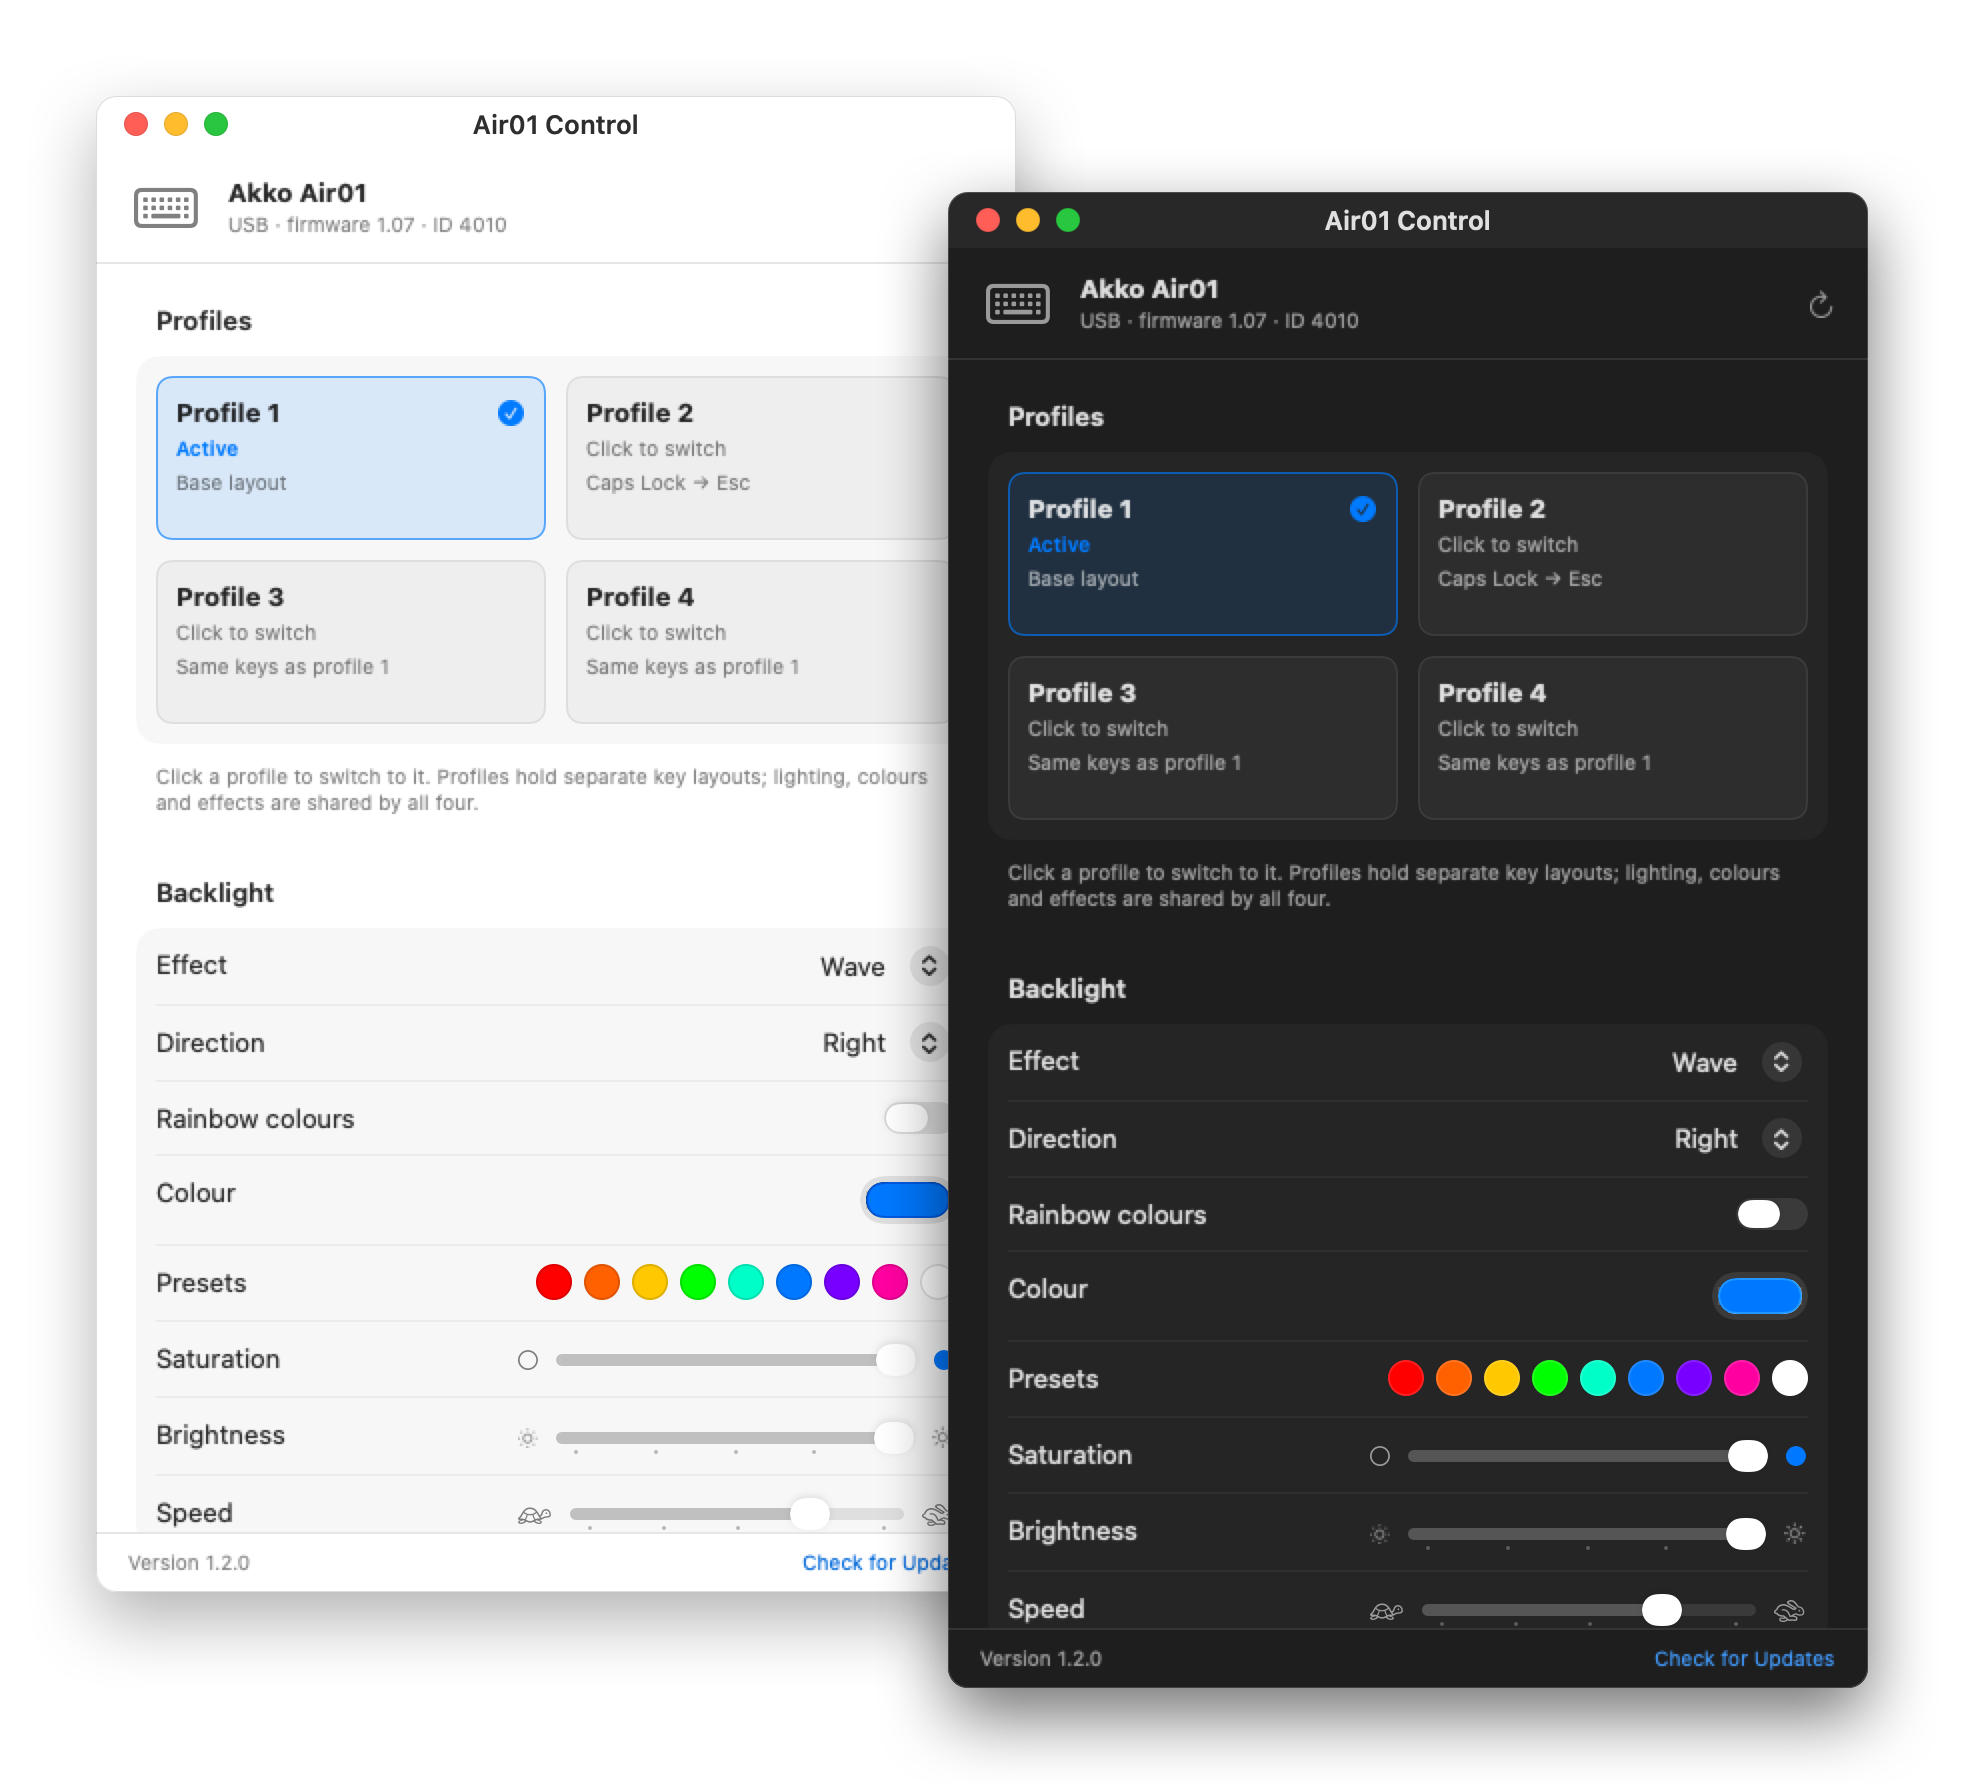 Air01 Control
Akko Air01
USB · firmware 1.07 · ID 4010
Profiles
Profile 1
Active
Base layout
Profile 2
Click to switch
Caps Lock → Esc
Profile 3
Click to switch
Same keys as profile 1
Profile 4
Click to switch
Same keys as profile 1
Click a profile to switch to it. Profiles hold separate key layouts; lighting, colours
and effects are shared by all four.
Backlight
Effect Wave
Direction Right
Rainbow colours
Colour
Presets
Saturation
Brightness
Speed
Version 1.2.0 Check for Upda
Air01 Control
Akko Air01
USB · firmware 1.07 · ID 4010
Profiles
Profile 1
Active
Base layout
Profile 2
Click to switch
Caps Lock → Esc
Profile 3
Click to switch
Same keys as profile 1
Profile 4
Click to switch
Same keys as profile 1
Click a profile to switch to it. Profiles hold separate key layouts; lighting, colours
and effects are shared by all four.
Backlight
Effect Wave
Direction Right
Rainbow colours
Colour
Presets
Saturation
Brightness
Speed
Version 1.2.0 Check for Updates